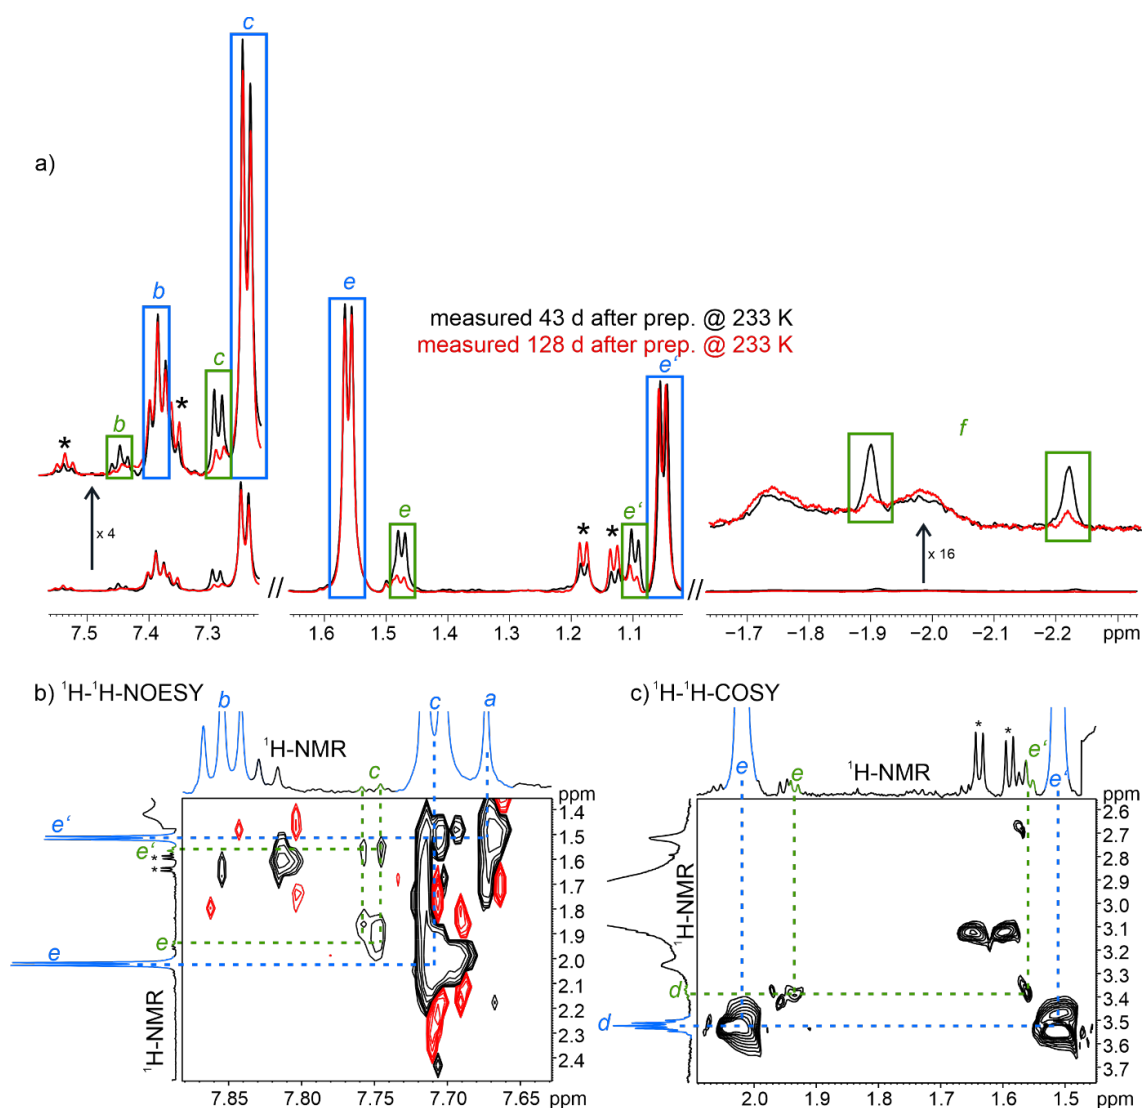 a)
c
b
c
b
*
*
× 4
e
e
measured 43 d after prep. @ 233 K
measured 128 d after prep. @ 233 K
e‘
e‘
*
*
f
× 16
//
//
7.5 7.4 7.3 1.6 1.5 1.4 1.3 1.2 1.1 −1.7 −1.8 −1.9 −2.0 −2.1 −2.2 ppm
b) ¹H-¹H-NOESY
b
c
a
¹H-NMR
c
ppm
e‘
e‘
*
*
e
e
¹H-NMR
1.4
1.5
1.6
1.7
1.8
1.9
2.0
2.1
2.2
2.3
2.4
7.85 7.80 7.75 7.70 7.65 ppm
c) ¹H-¹H-COSY
e
e
¹H-NMR
*
*
e‘
e‘
ppm
¹H-NMR
d
d
2.6
2.7
2.8
2.9
3.0
3.1
3.2
3.3
3.4
3.5
3.6
3.7
2.0 1.9 1.8 1.7 1.6 1.5 ppm